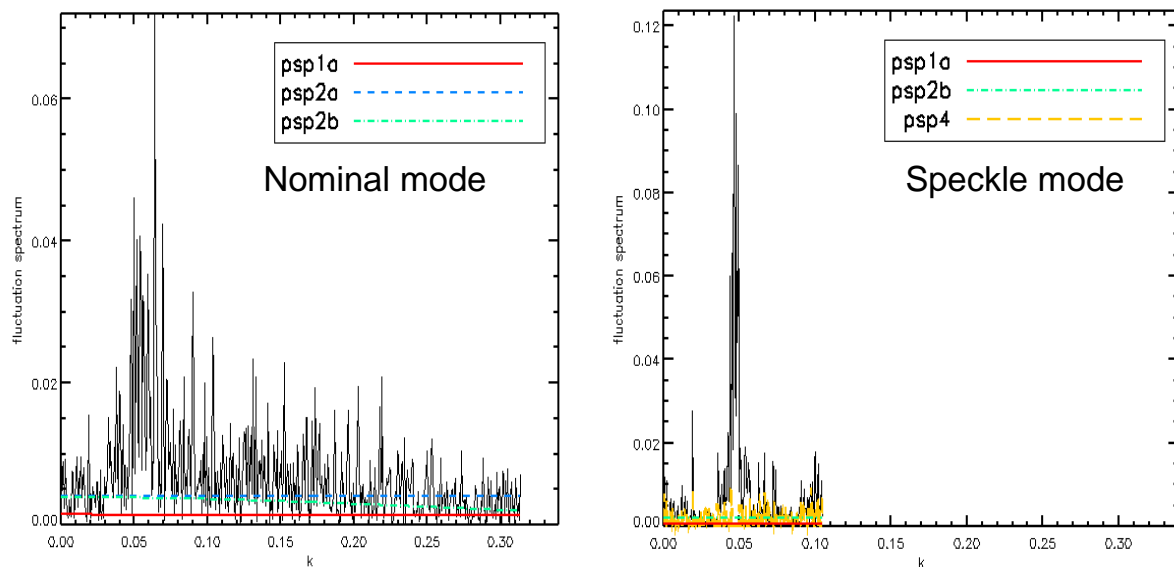 psp1a
psp2a
psp2b
Nominal mode
fluctuation spectrum
0.06
0.04
0.02
0.00
0.00 0.05 0.10 0.15 0.20 0.25 0.30
k
psp1a
psp2b
psp4
Speckle mode
fluctuation spectrum
0.12
0.10
0.08
0.06
0.04
0.02
0.00
0.00 0.05 0.10 0.15 0.20 0.25 0.30
k